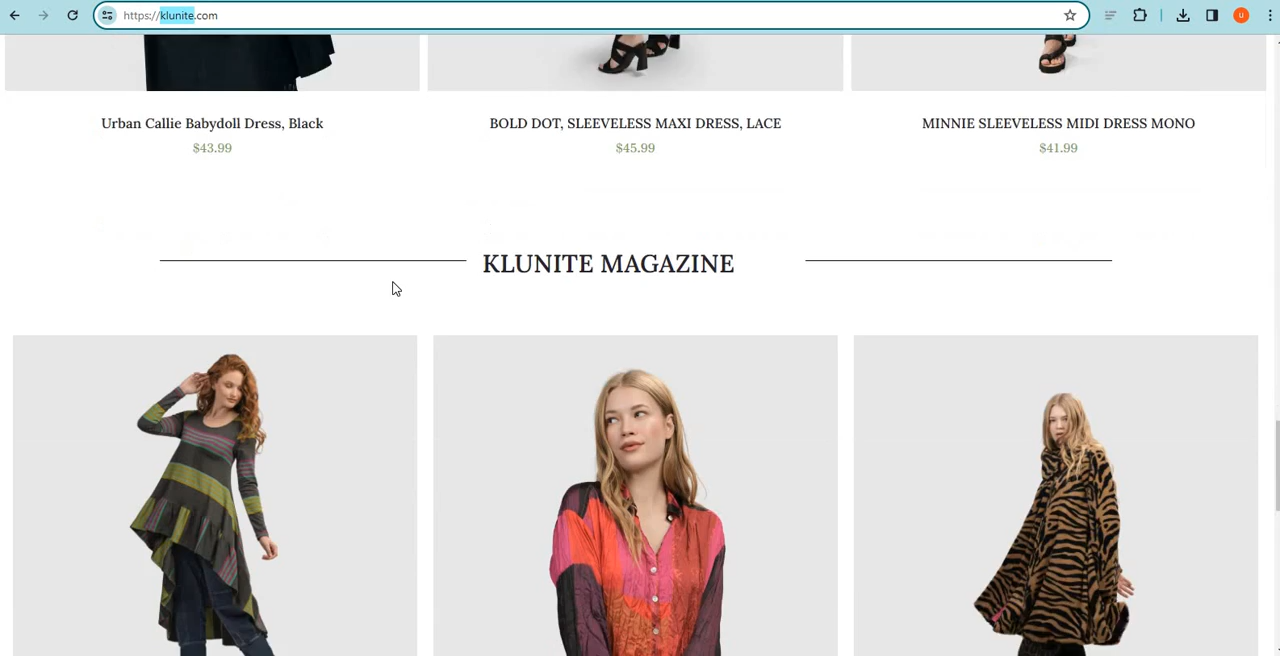 https://klunite.com
u
Urban Callie Babydoll Dress, Black
$43.99
BOLD DOT, SLEEVELESS MAXI DRESS, LACE
$45.99
MINNIE SLEEVELESS MIDI DRESS MONO
$41.99
KLUNITE MAGAZINE